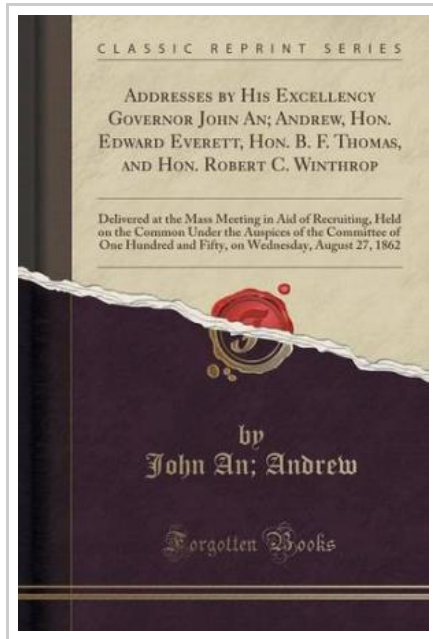 CLASSIC REPRINT SERIES
Addresses by His Excellency
Governor John An; Andrew, Hon.
Edward Everett, Hon. B. F. Thomas,
and Hon. Robert C. Winthrop
Delivered at the Mass Meeting in Aid of Recruiting, Held
on the Common Under the Auspices of the Committee of
One Hundred and Fifty, on Wednesday, August 27, 1862
by
John An; Andrew
Forgotten Books